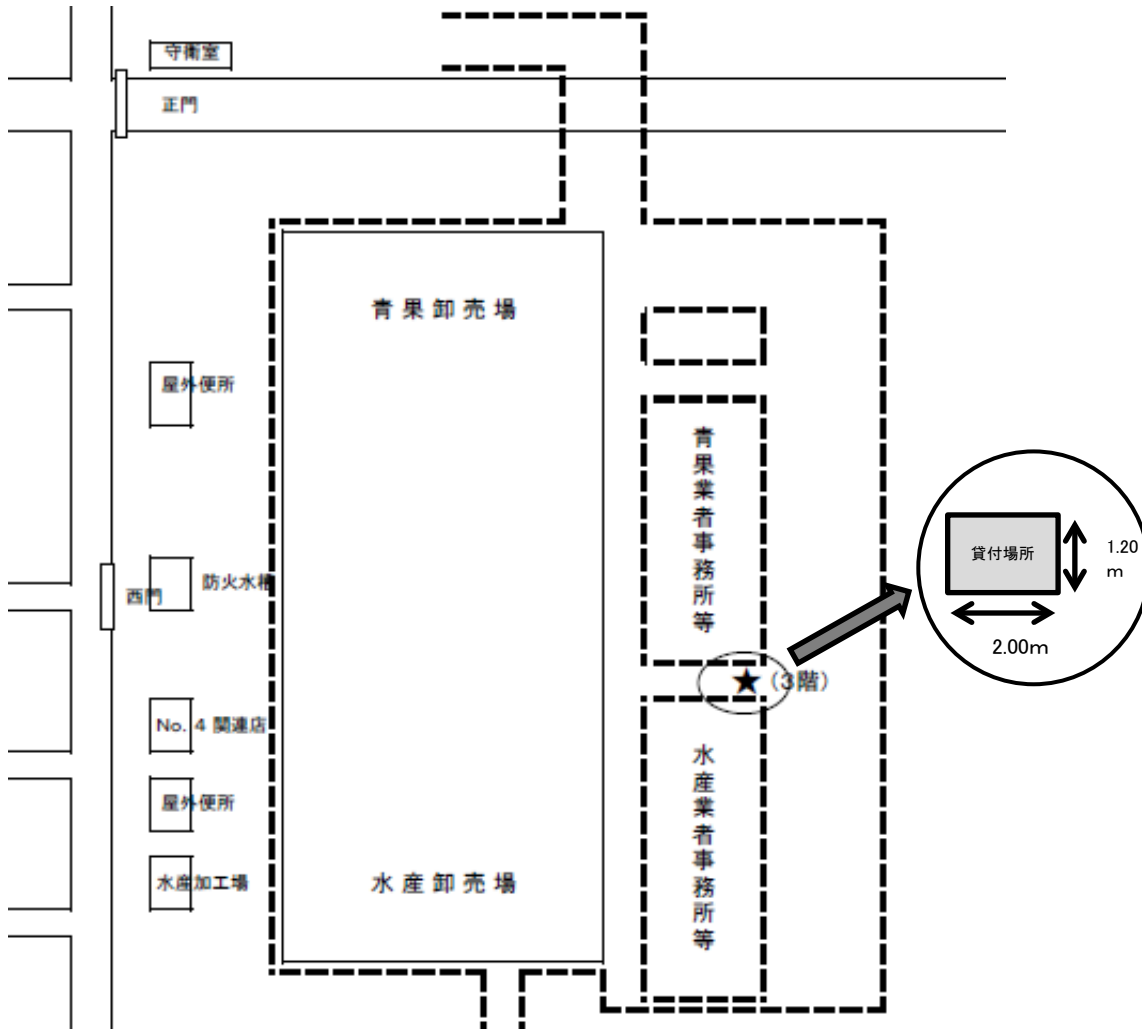 守衛室
正門
青果卸売場
屋外便所
青果業者事務所等
貸付場所
1.20
m
2.00m
防火水槽
西門
★(3階)
No. 4 関連店
水産業者事務所等
屋外便所
水産加工場
水産卸売場